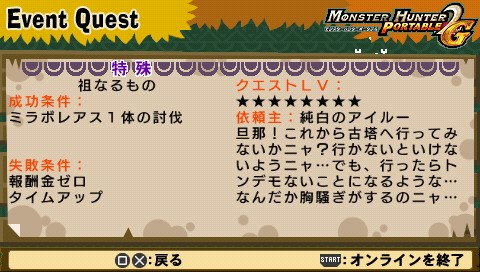 Event Quest
MONSTER HUNTER
PORTABLE 2nd G
特殊
祖なるもの
成功条件：
ミラボレアス１体の討伐
失敗条件：
報酬金ゼロ
タイムアップ
クエストＬＶ：
★★★★★★★★
依頼主：純白のアイルー
旦那！これから古塔へ行ってみ
ないかニャ？行かないといけな
いようニャ…でも、行ったらト
ンデモないことになるような…
なんだか胸騒ぎがするのニャ…
□×:戻る
START:オンラインを終了